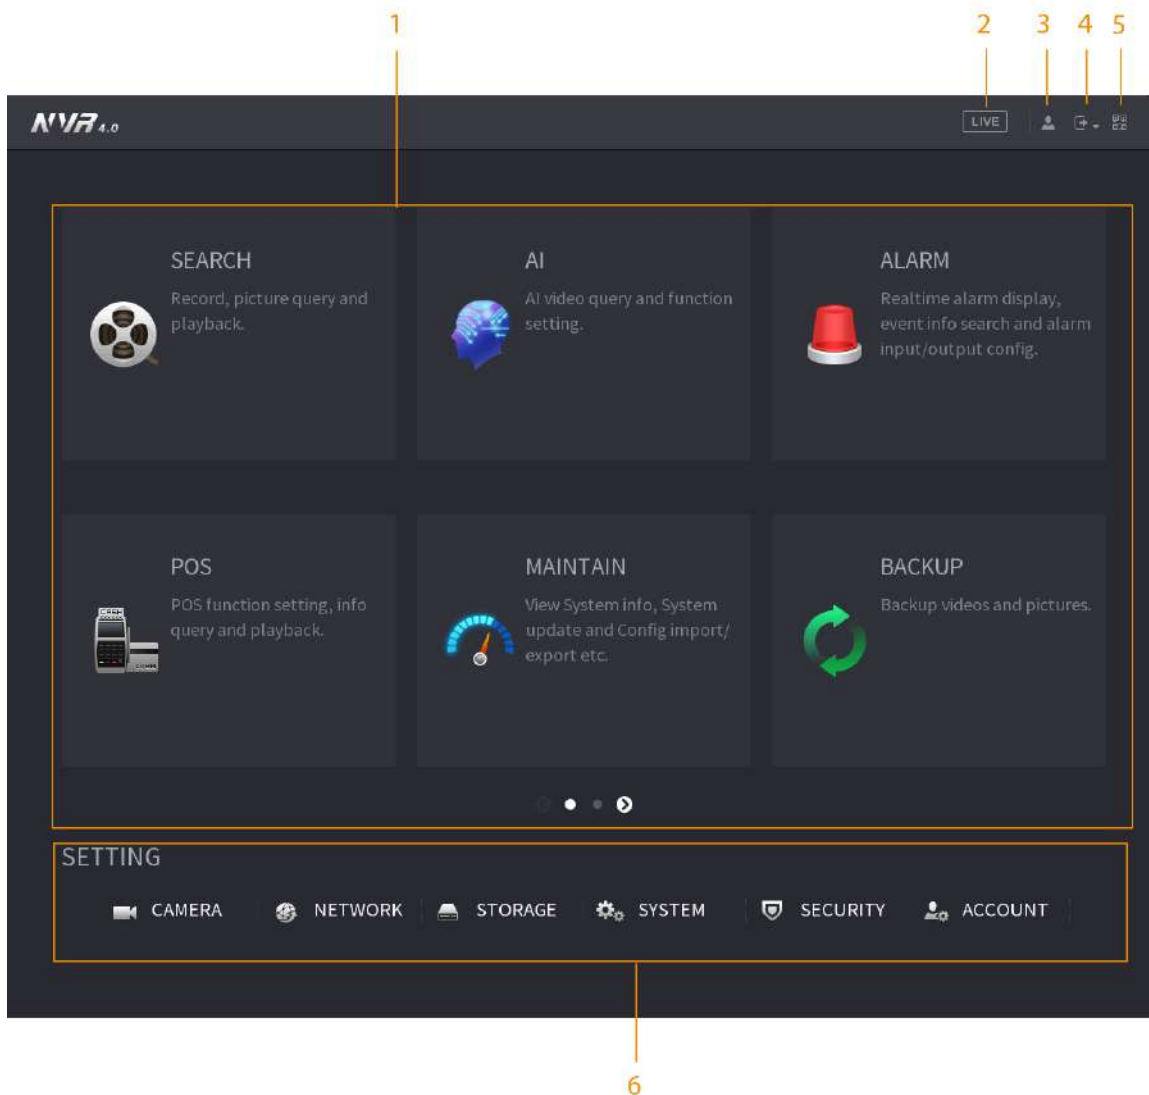 1
2 3 4 5
NVR 4.0
LIVE
SEARCH
Record, picture query and
playback.
AI
AI video query and function
setting.
ALARM
Realtime alarm display,
event info search and alarm
input/output config.
POS
POS function setting, info
query and playback.
MAINTAIN
View System info, System
update and Config import/
export etc.
BACKUP
Backup videos and pictures.
SETTING
CAMERA NETWORK STORAGE SYSTEM SECURITY ACCOUNT
6